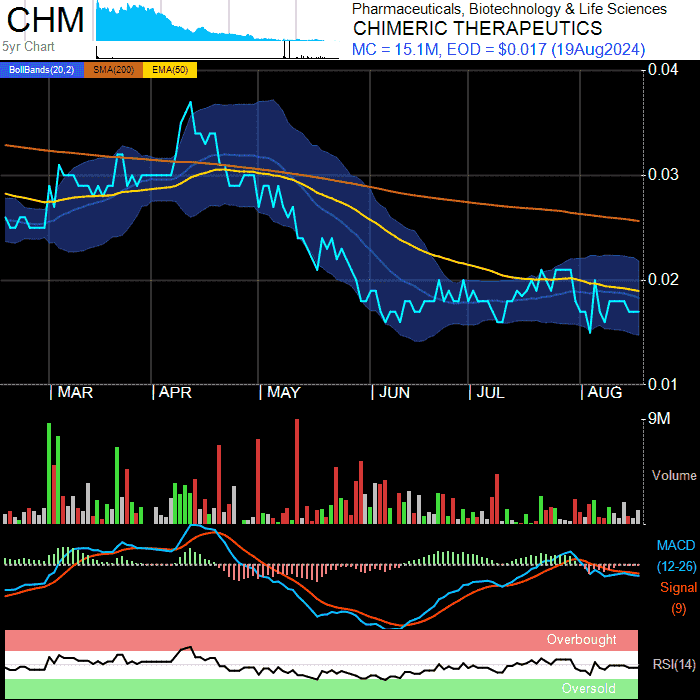 CHM
5yr Chart
Pharmaceuticals, Biotechnology & Life Sciences
CHIMERIC THERAPEUTICS
MC = 15.1M, EOD = $0.017 (19Aug2024)
BollBands(20,2) SMA(200) EMA(50)
0.04
0.03
0.02
0.01
MAR APR MAY JUN JUL AUG
9M
Volume
MACD
(12-26)
Signal
(9)
Overbought
RSI(14)
Oversold